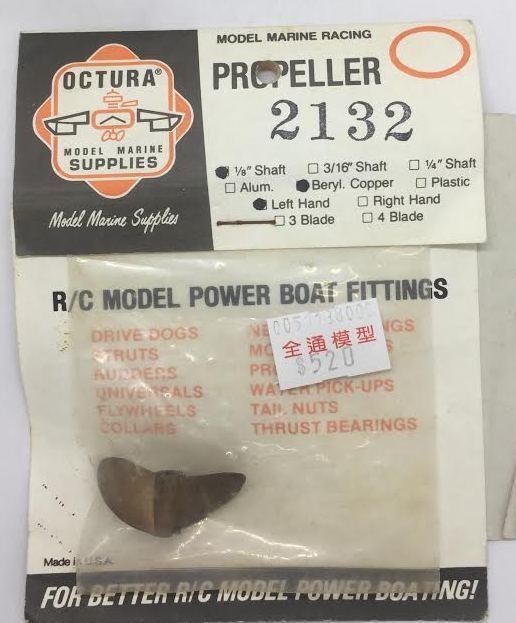 OCTURA®
MODEL MARINE
SUPPLIES
Model Marine Supplies
MODEL MARINE RACING
PROPELLER
2132
1/8" Shaft 3/16" Shaft 1/4" Shaft
Alum. Beryl. Copper Plastic
Left Hand Right Hand
3 Blade 4 Blade
R/C MODEL POWER BOAT FITTINGS
DRIVE DOGS
STRUTS
RUDDERS
UNIVERSALS
FLYWHEELS
COLLARS
WATER PICK-UPS
TAIL NUTS
THRUST BEARINGS
全通模型
$520
Made in U.S.A.
FOR BETTER R/C MODEL POWER BOATING!